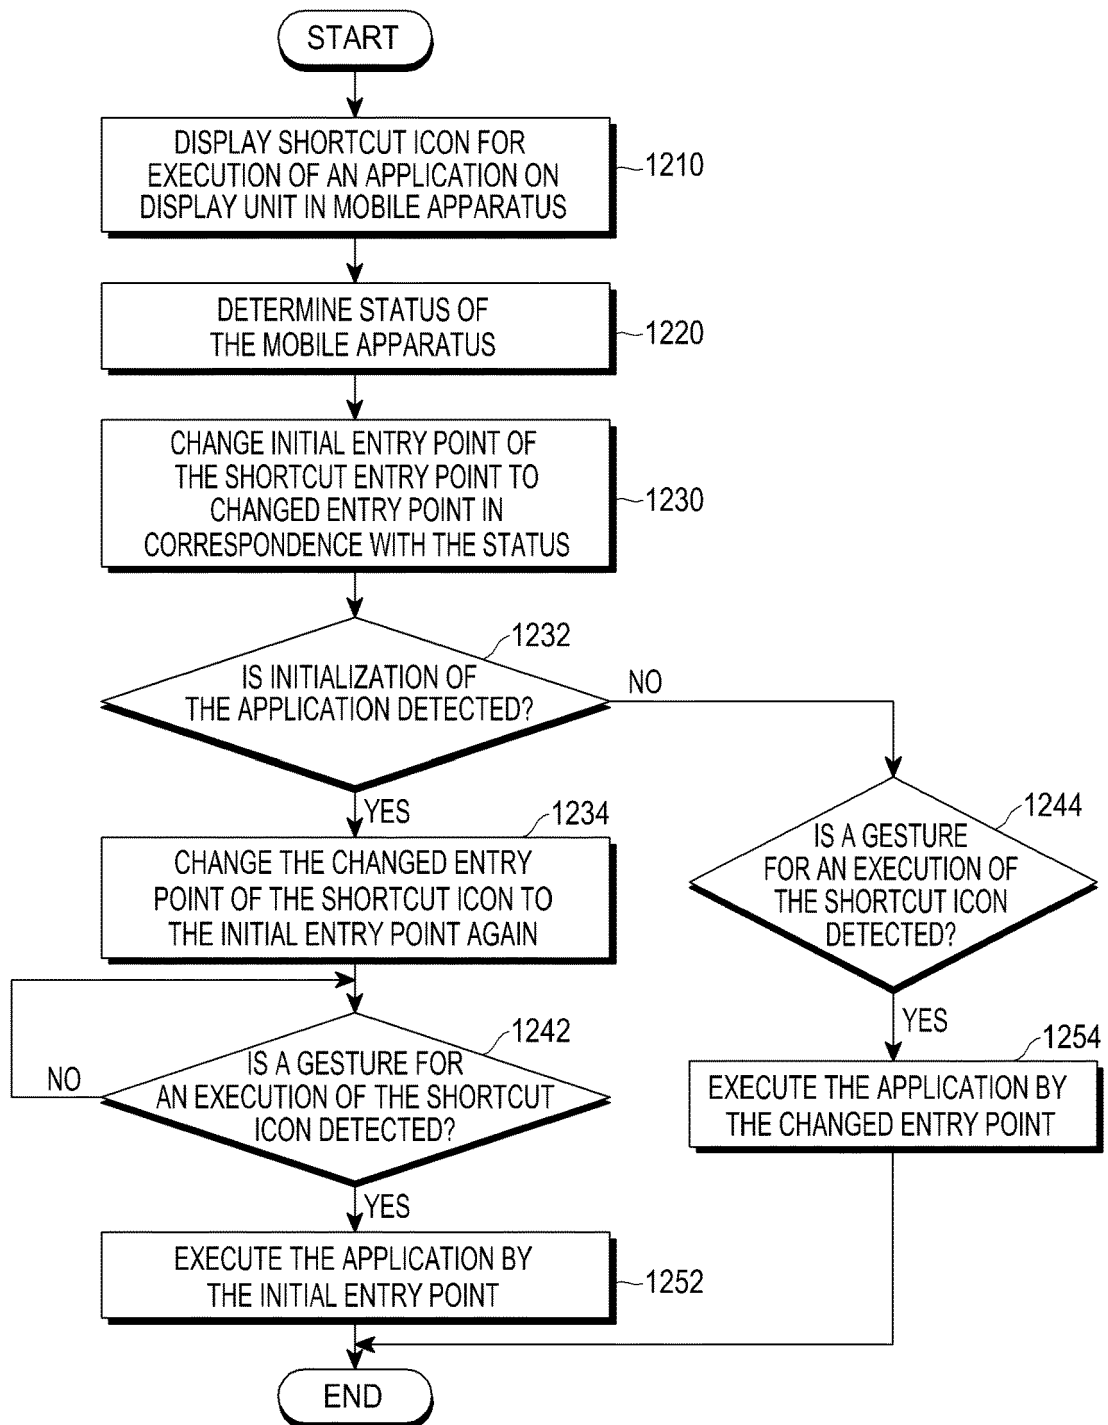 START
DISPLAY SHORTCUT ICON FOR
EXECUTION OF AN APPLICATION ON
DISPLAY UNIT IN MOBILE APPARATUS
1210
DETERMINE STATUS OF
THE MOBILE APPARATUS
1220
CHANGE INITIAL ENTRY POINT OF
THE SHORTCUT ENTRY POINT TO
CHANGED ENTRY POINT IN
CORRESPONDENCE WITH THE STATUS
1230
1232
IS INITIALIZATION OF
THE APPLICATION DETECTED?
NO
YES
1234
CHANGE THE CHANGED ENTRY
POINT OF THE SHORTCUT ICON TO
THE INITIAL ENTRY POINT AGAIN
1244
IS A GESTURE
FOR AN EXECUTION OF
THE SHORTCUT ICON
DETECTED?
YES
1242
IS A GESTURE FOR
AN EXECUTION OF THE SHORTCUT
ICON DETECTED?
NO
YES
1254
EXECUTE THE APPLICATION BY
THE CHANGED ENTRY POINT
EXECUTE THE APPLICATION BY
THE INITIAL ENTRY POINT
1252
END